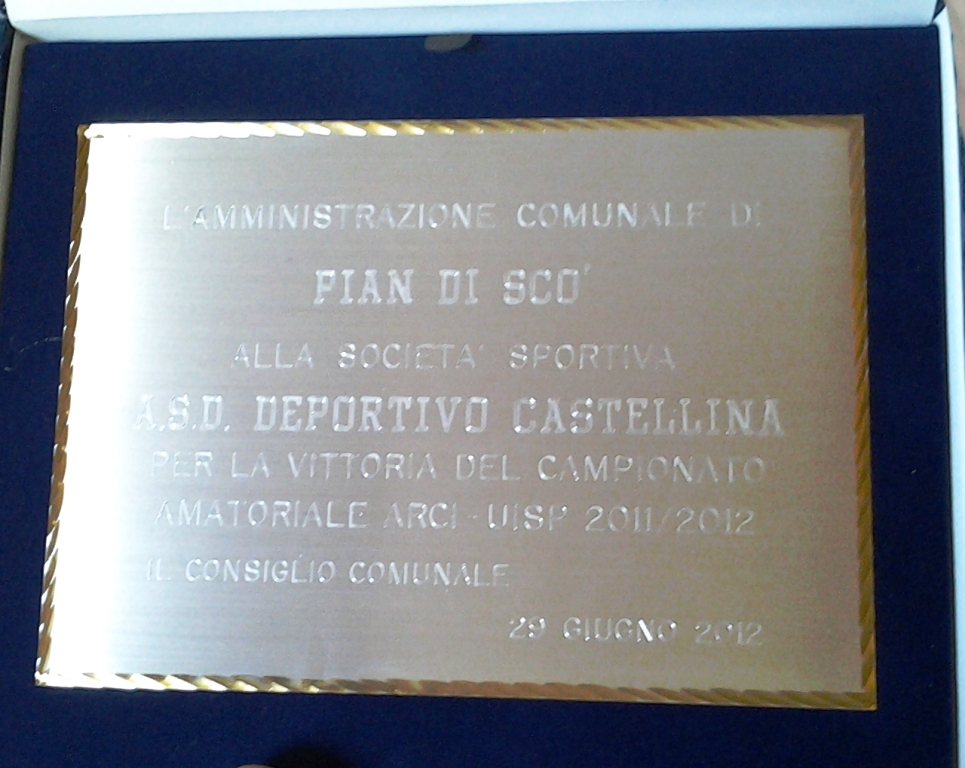 L'AMMINISTRAZIONE COMUNALE DI
PIAN DI SCO'
ALLA SOCIETA' SPORTIVA
A.S.D. DEPORTIVO CASTELLINA
PER LA VITTORIA DEL CAMPIONATO
AMATORIALE ARCI - UISP 2011/2012
IL CONSIGLIO COMUNALE
29 GIUGNO 2012